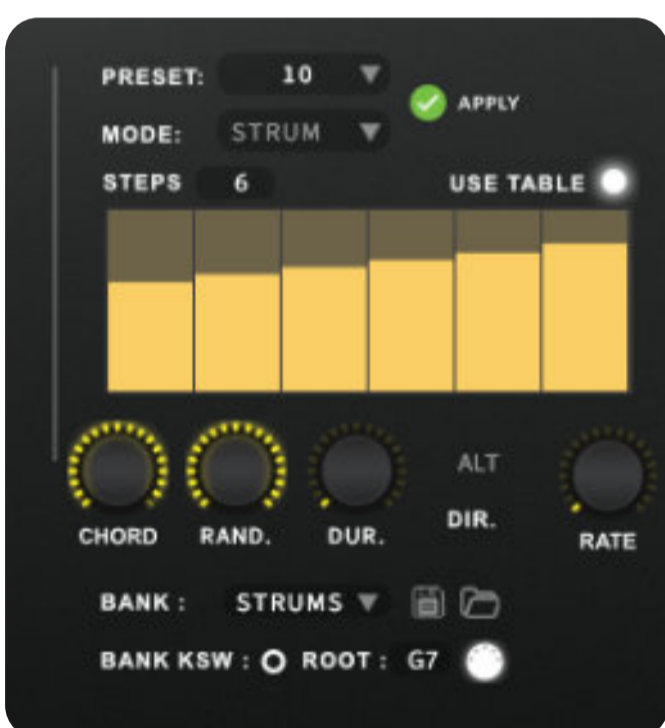 PRESET: 10
APPLY
MODE: STRUM
STEPS 6 USE TABLE
ALT
DIR.
CHORD RAND. DUR. RATE
BANK : STRUMS
BANK KSW : ROOT : G7